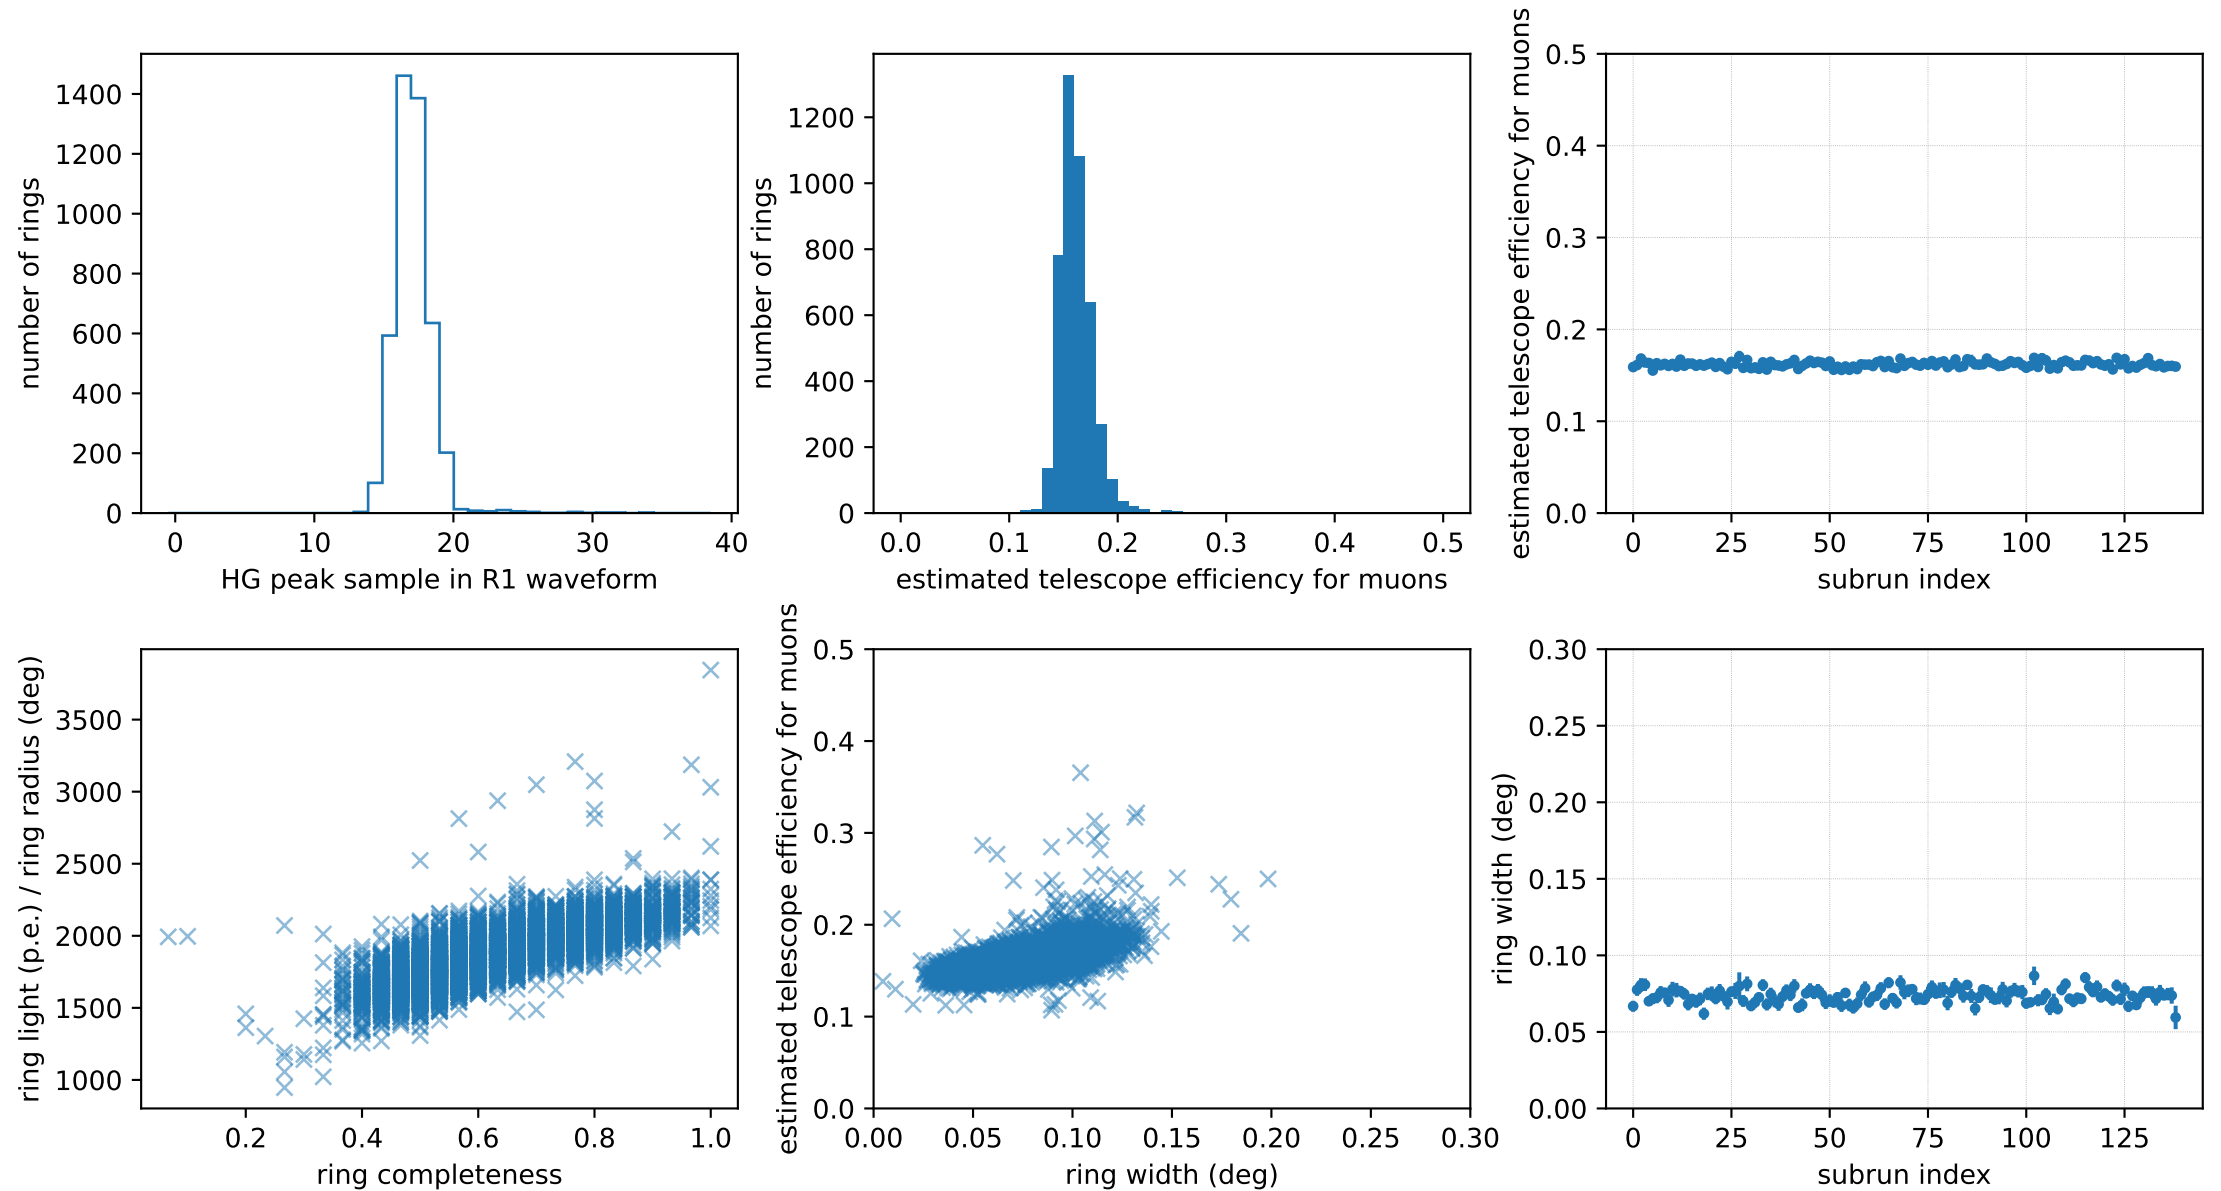 number of rings
1400
1200
1000
800
600
400
200
0
0 10 20 30 40
HG peak sample in R1 waveform
number of rings
1200
1000
800
600
400
200
0
0.0 0.1 0.2 0.3 0.4 0.5
estimated telescope efficiency for muons
estimated telescope efficiency for muons
0.5
0.4
0.3
0.2
0.1
0.0
0 25 50 75 100 125
subrun index
ring light (p.e.) / ring radius (deg)
3500
3000
2500
2000
1500
1000
0.2 0.4 0.6 0.8 1.0
ring completeness
estimated telescope efficiency for muons
0.5
0.4
0.3
0.2
0.1
0.0
0.00 0.05 0.10 0.15 0.20 0.25 0.30
ring width (deg)
ring width (deg)
0.30
0.25
0.20
0.15
0.10
0.05
0.00
0 25 50 75 100 125
subrun index